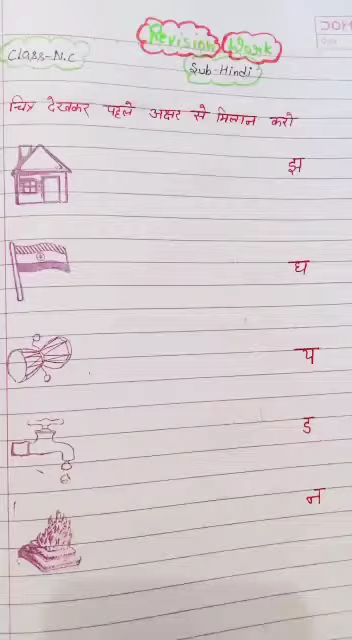 Revision Work
Class-N.C
Sub-Hindi
चित्र देखकर पहले अक्षर से मिलान करो
झ
घ
य
ड
न